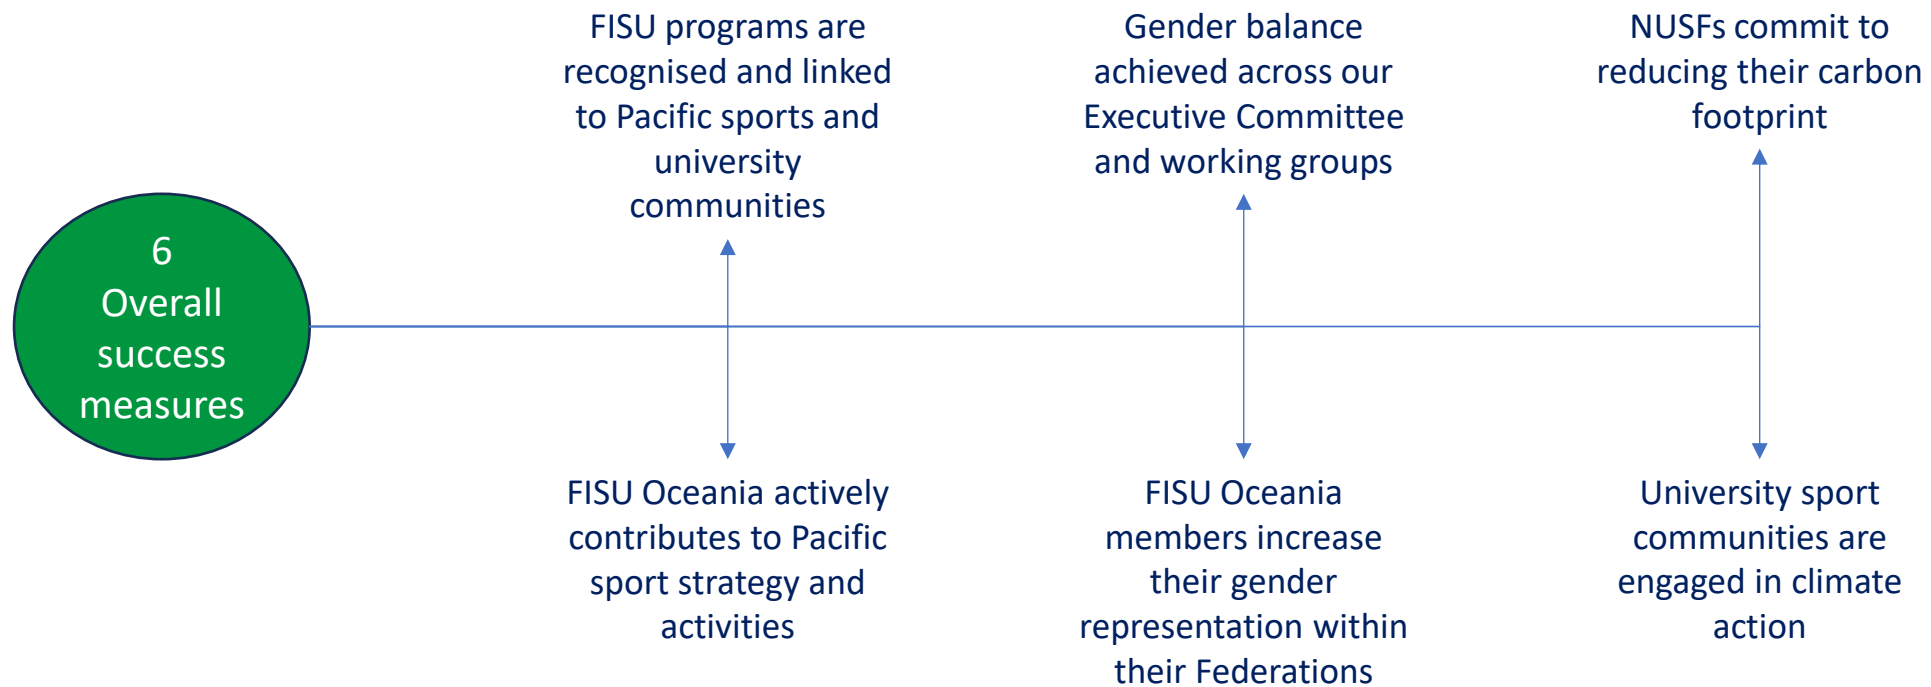 6
Overall
success
measures
FISU programs are
recognised and linked
to Pacific sports and
university
communities
Gender balance
achieved across our
Executive Committee
and working groups
NUSFs commit to
reducing their carbon
footprint
FISU Oceania actively
contributes to Pacific
sport strategy and
activities
FISU Oceania
members increase
their gender
representation within
their Federations
University sport
communities are
engaged in climate
action